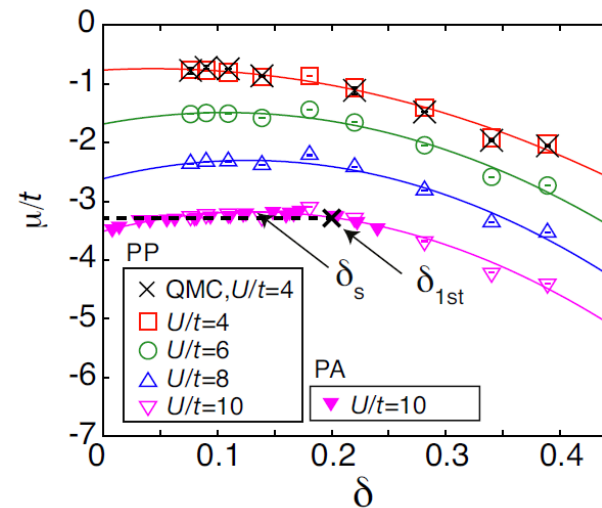 0
-1
-2
-3
-4
-5
-6
-7
μ/t
δs
δ1st
PP
QMC,U/t=4
U/t=4
U/t=6
U/t=8
U/t=10
PA
U/t=10
0 0.1 0.2 0.3 0.4
δ